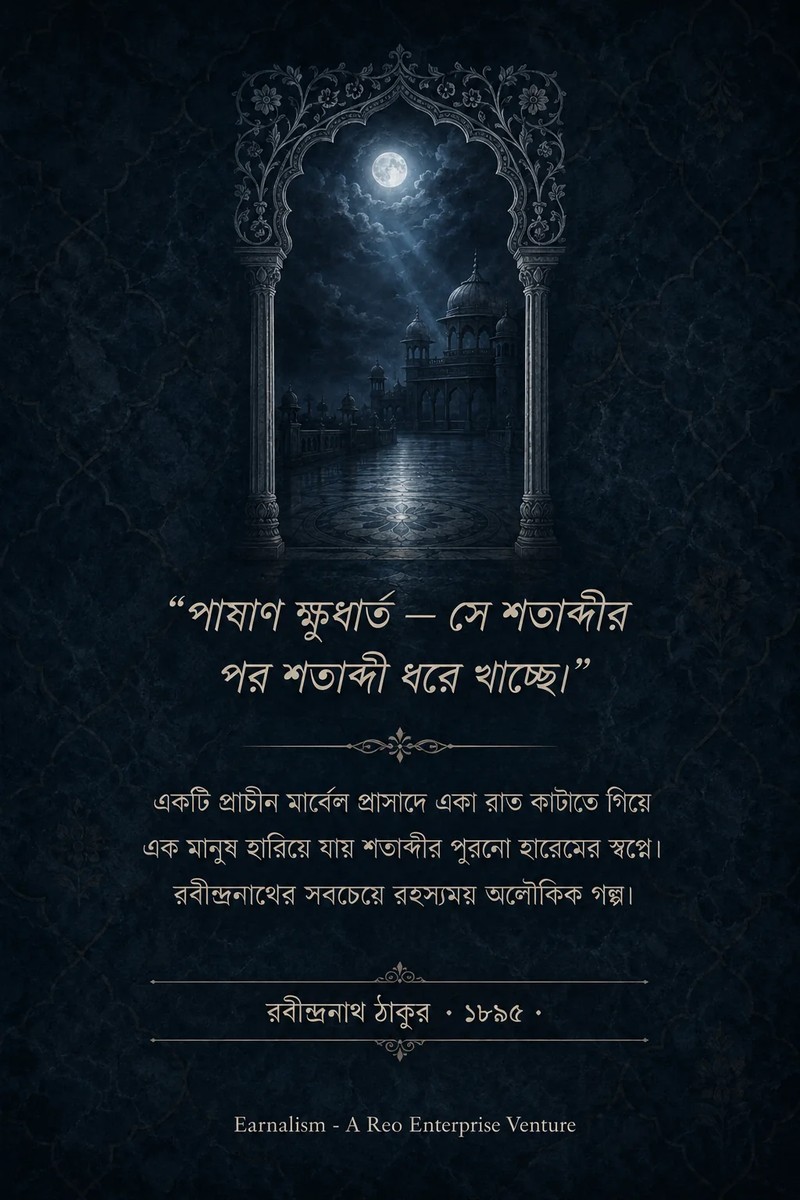 “পাষাণ ক্ষুধার্ত – সে শতাব্দীর
পর শতাব্দী ধরে খাচ্ছে।”
একটি প্রাচীন মার্বেল প্রাসাদে একা রাত কাটাতে গিয়ে
এক মানুষ হারিয়ে যায় শতাব্দীর পুরনো হারেমের স্বপ্নে।
রবীন্দ্রনাথের সবচেয়ে রহস্যময় অলৌকিক গল্প।
রবীন্দ্রনাথ ঠাকুর · ১৮৯৫ ·
Earnalism - A Reo Enterprise Venture